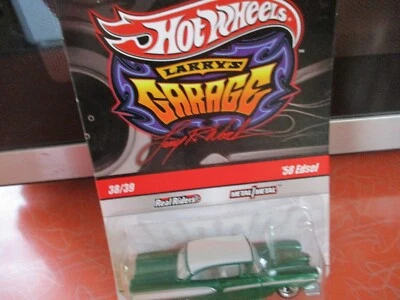 HOT WHEELS
LARRY'S
GARAGE
38/39 '58 Edsel
Real Riders METAL/METAL